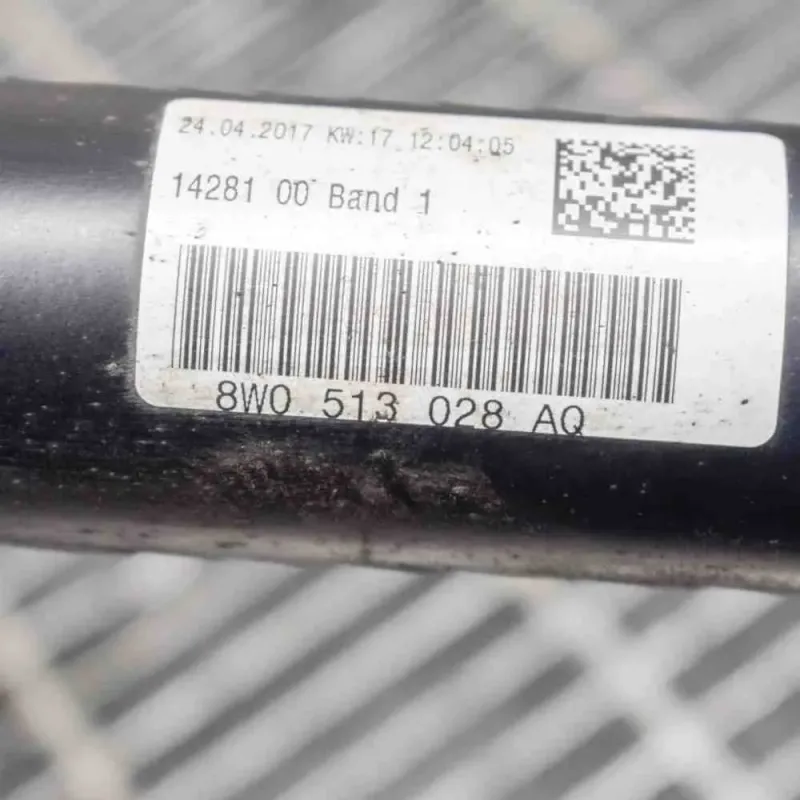 24.04.2017 KW:17 12:04:05
14281 00 Band 1
8W0 513 028 AQ